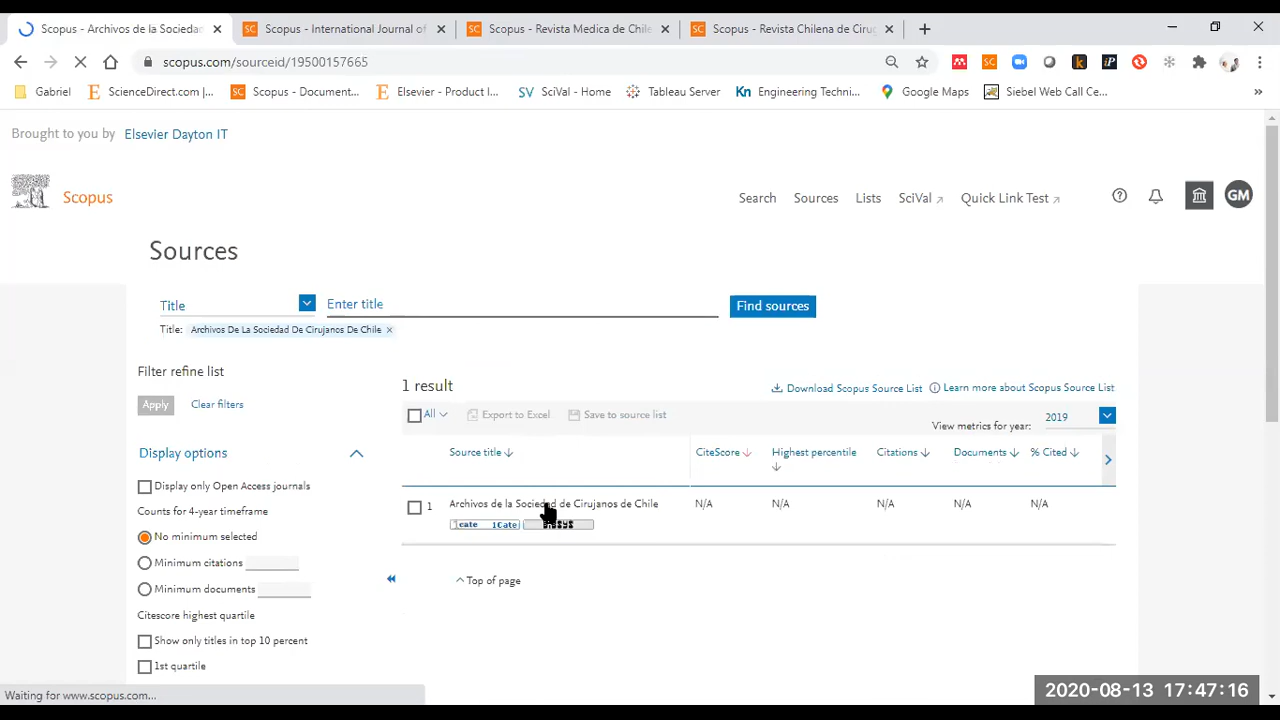 Scopus - Archivos de la Sociedad
Scopus - International Journal of
Scopus - Revista Medica de Chile
Scopus - Revista Chilena de Cirug
scopus.com/sourceid/19500157665
Gabriel
ScienceDirect.com |...
Scopus - Document...
Elsevier - Product I...
SciVal - Home
Tableau Server
Kn Engineering Techni...
Google Maps
Siebel Web Call Ce...
»
Brought to you by Elsevier Dayton IT
Scopus
Search
Sources
Lists
SciVal
Quick Link Test
GM
Sources
Title
Enter title
Find sources
Title: Archivos De La Sociedad De Cirujanos De Chile ×
Filter refine list
Apply
Clear filters
Display options
Display only Open Access journals
Counts for 4-year timeframe
No minimum selected
Minimum citations
Minimum documents
Citescore highest quartile
Show only titles in top 10 percent
1st quartile
1 result
Download Scopus Source List
Learn more about Scopus Source List
All
Export to Excel
Save to source list
View metrics for year:
2019
Source title
CiteScore
Highest percentile
Citations
Documents
% Cited
1
Archivos de la Sociedad de Cirujanos de Chile
N/A
N/A
N/A
N/A
N/A
Top of page
Waiting for www.scopus.com...
2020-08-13 17:47:16